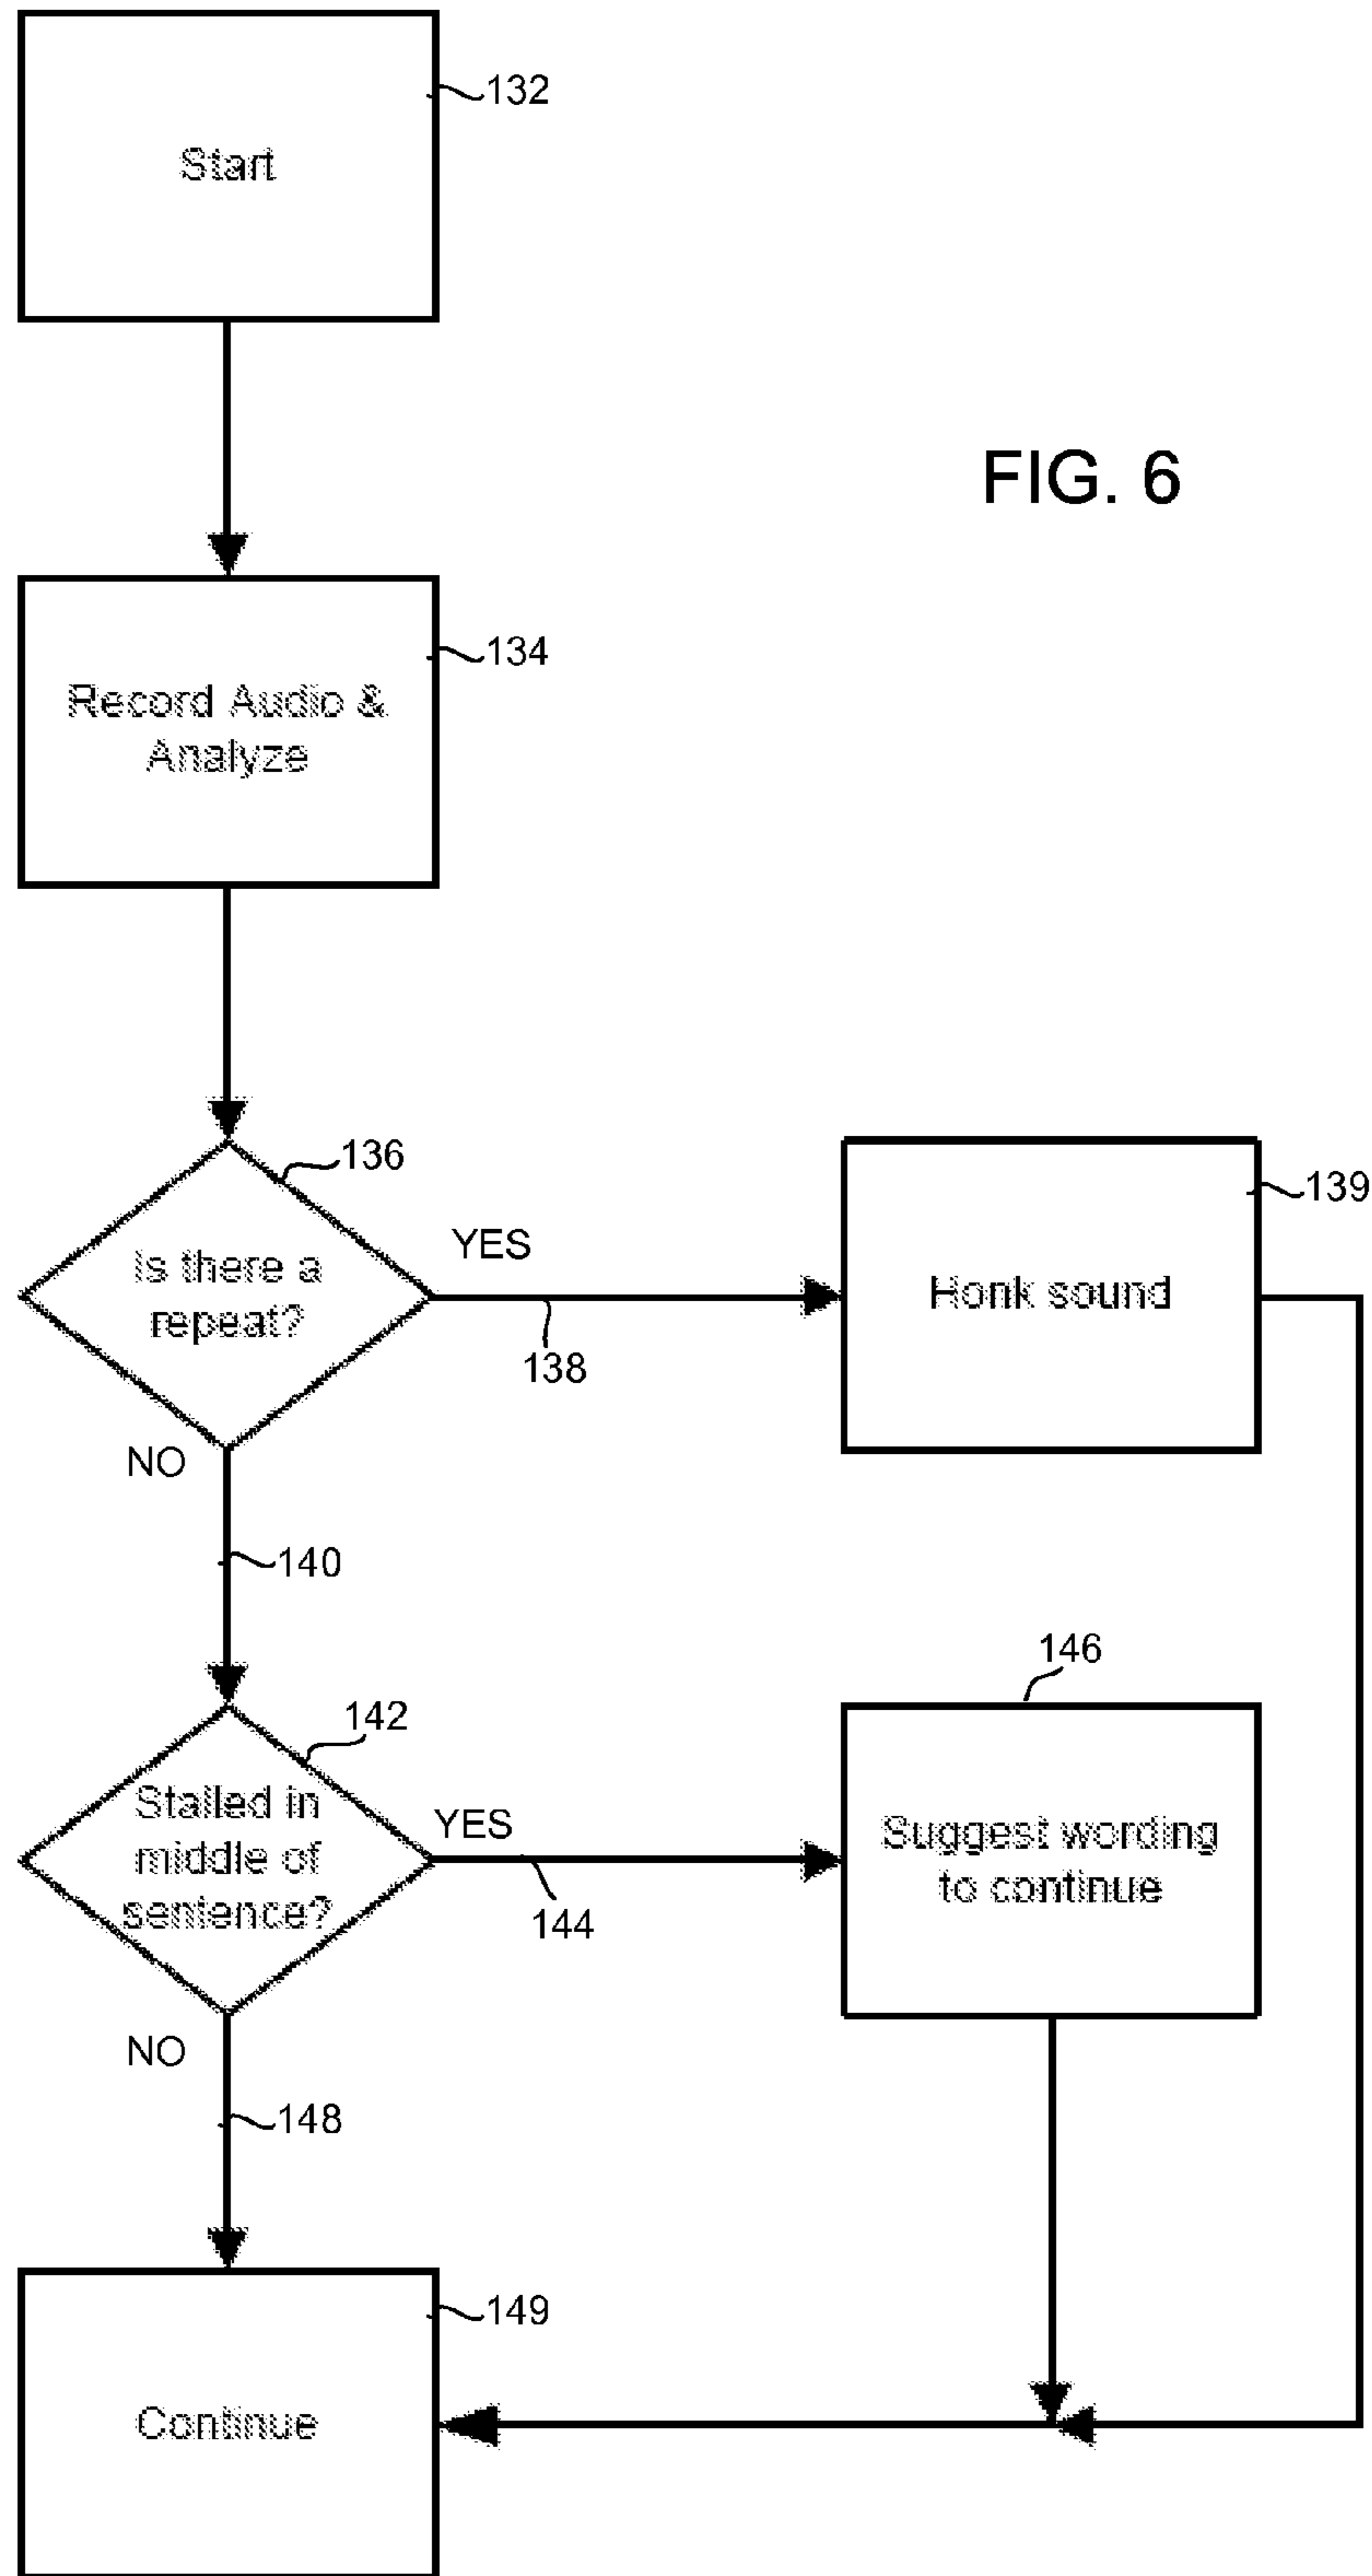 132
Start
FIG. 6
134
Record Audio &
Analyze
136
Is there a
repeat?
YES
138
139
Honk sound
NO
140
142
Stalled in
middle of
sentence?
YES
144
146
Suggest wording
to continue
NO
148
149
Continue